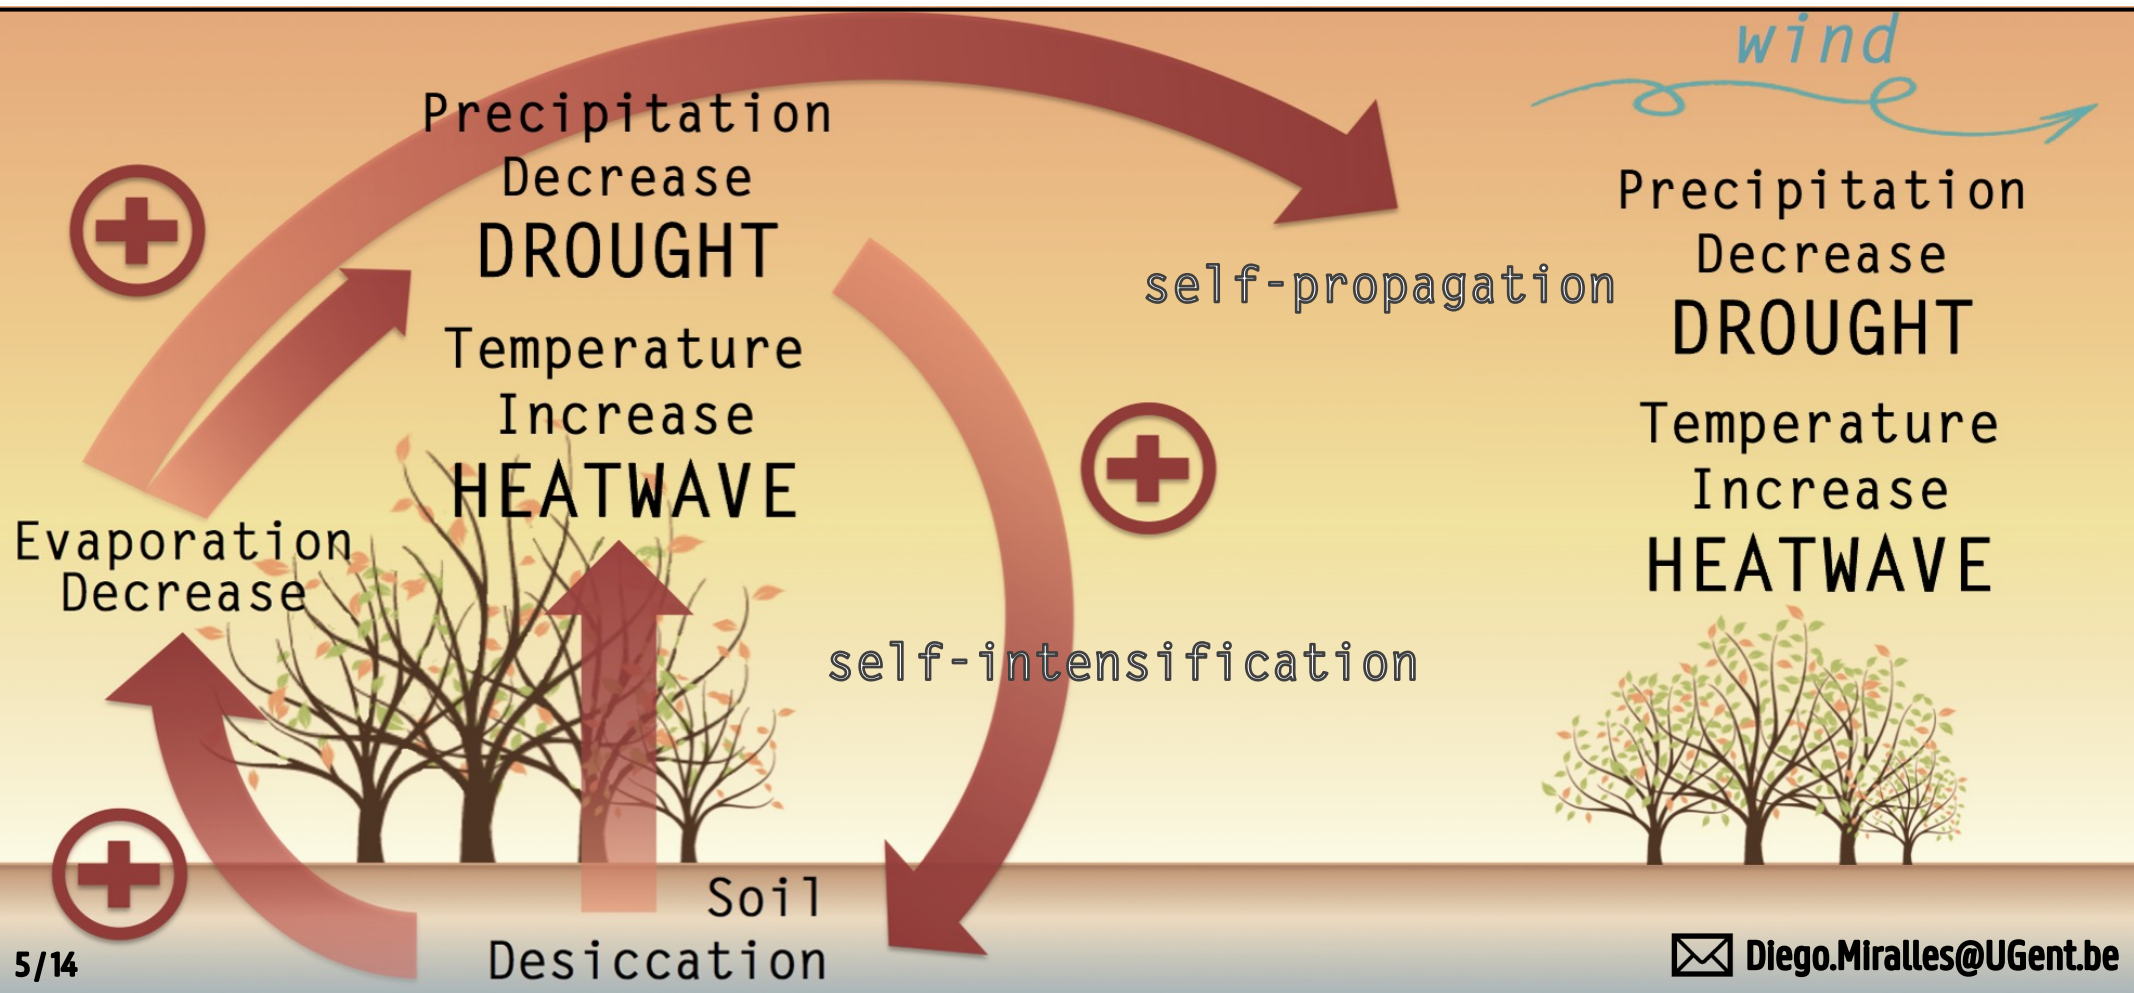 wind
Precipitation
Decrease
DROUGHT
Temperature
Increase
HEATWAVE
Evaporation
Decrease
self-propagation
self-intensification
Precipitation
Decrease
DROUGHT
Temperature
Increase
HEATWAVE
Soil
Desiccation
5/14
Diego.Miralles@UGent.be